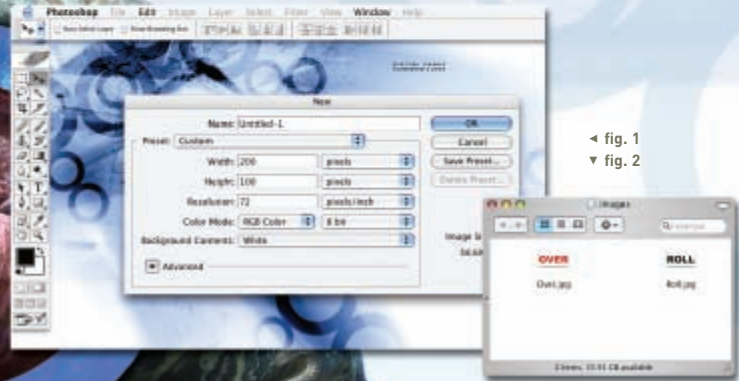 Photoshop File Edit Image Layer Select Filter View Window Help
New
Name: Untitled-1
OK
Preset: Custom
Cancel
Width: 200 pixels
Save Preset...
Height: 100 pixels
Delete Preset...
Resolution: 72 pixels/inch
Color Mode: RGB Color 8 bit
Background Contents: White
Advanced
◄ fig. 1
▼ fig. 2
Images
OVER
ROLL
Over.jpg
Roll.jpg